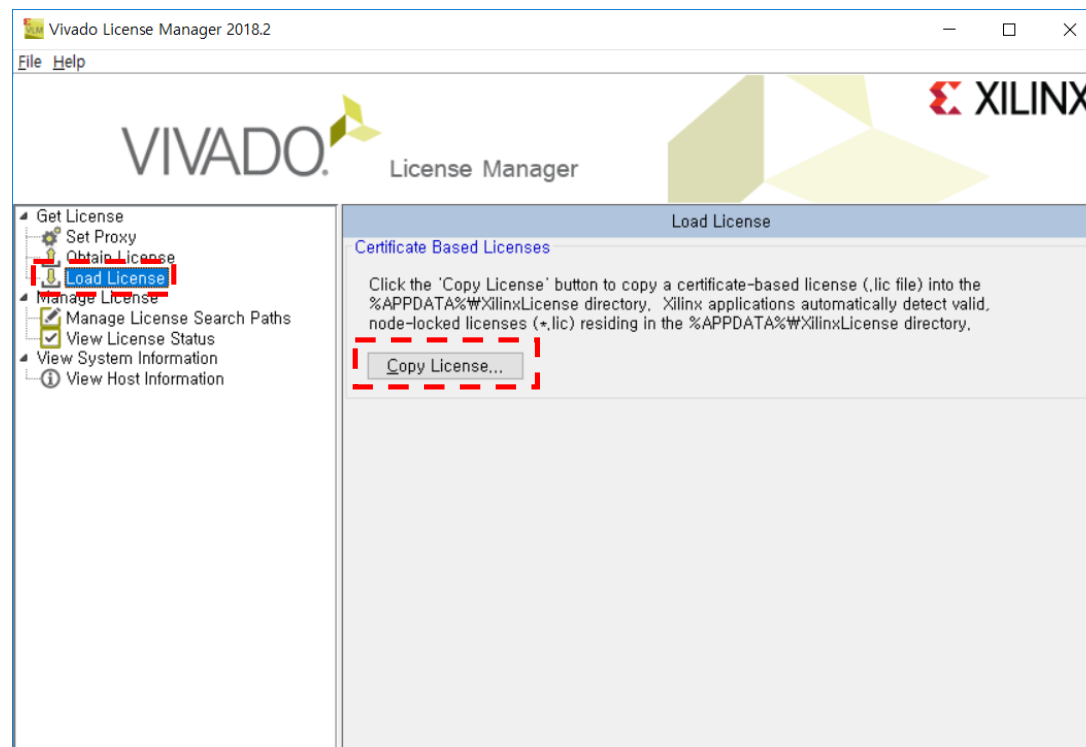 Vivado License Manager 2018.2
File Help
VIVADO.
License Manager
XILINX
Get License
Set Proxy
Obtain License
Load License
Manage License
Manage License Search Paths
View License Status
View System Information
View Host Information
Load License
Certificate Based Licenses
Click the 'Copy License' button to copy a certificate-based license (.lic file) into the
%APPDATA%₩XilinxLicense directory. Xilinx applications automatically detect valid,
node-locked licenses (*.lic) residing in the %APPDATA%₩XilinxLicense directory.
Copy License...